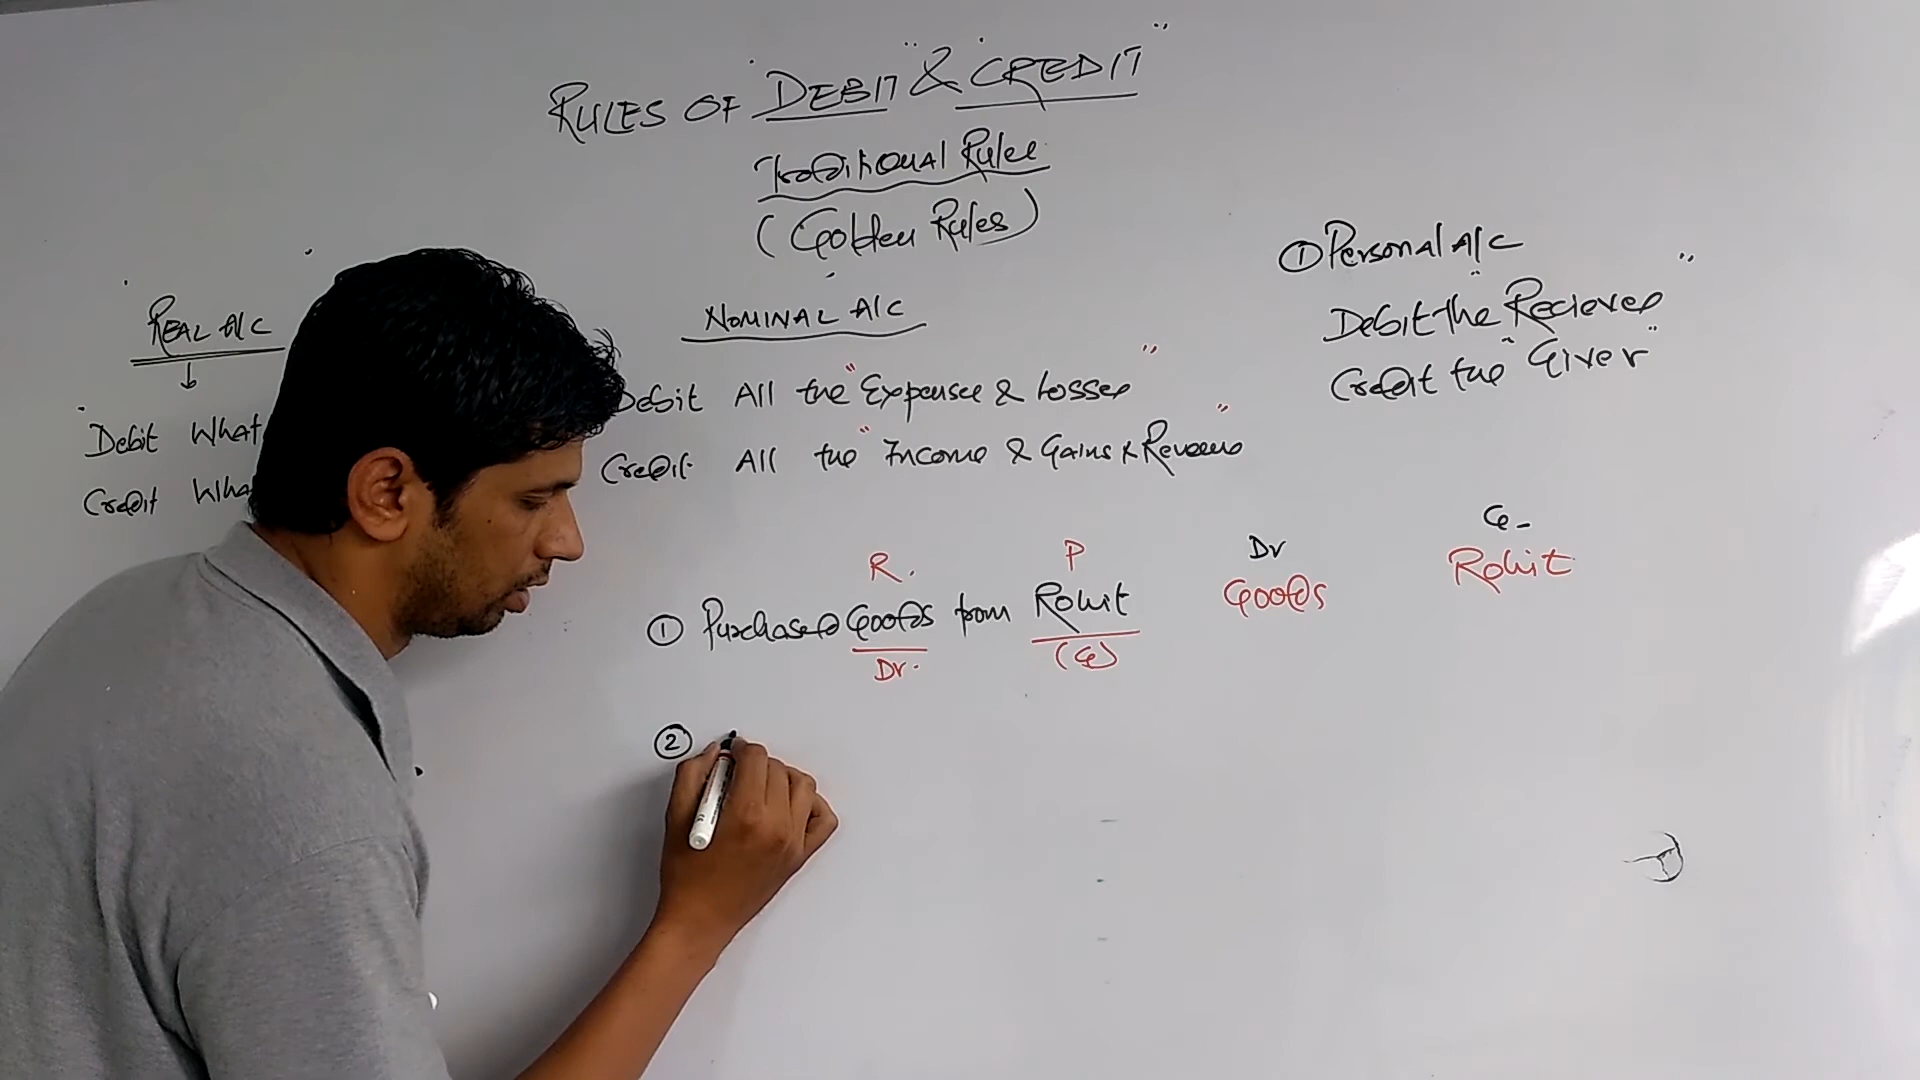 RULES OF "DEBIT" & "CREDIT"
Traditional Rules
(Golden Rules)
REAL A/C
Debit What
Credit Wha
NOMINAL A/C
Debit All the "Expenses & Losses"
Credit All the "Income & Gains & Revenue"
① Personal A/C
Debit the "Reciever"
Credit the "Giver"
R. P Dr Cr
① Purchased Goods from Rohit Goods Rohit
Dr. (Cr)
②